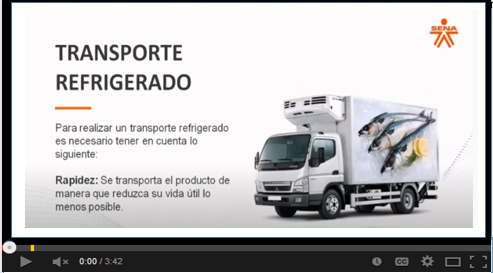 SENA
TRANSPORTE
REFRIGERADO
Para realizar un transporte refrigerado
es necesario tener en cuenta lo
siguiente:
Rapidez: Se transporta el producto de
manera que reduzca su vida útil lo
menos posible.
0:00 / 3:42
CC